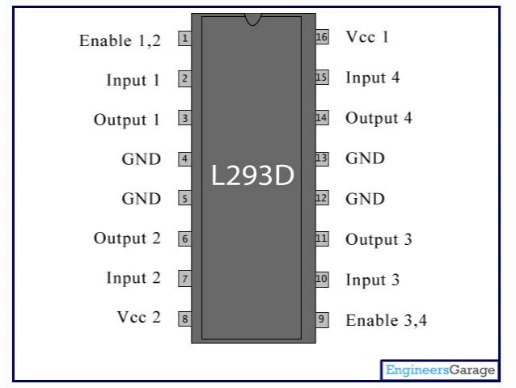 Enable 1,2 1
Input 1 2
Output 1 3
GND 4
GND 5
Output 2 6
Input 2 7
Vcc 2 8
L293D
16 Vcc 1
15 Input 4
14 Output 4
13 GND
12 GND
11 Output 3
10 Input 3
9 Enable 3,4
EngineersGarage